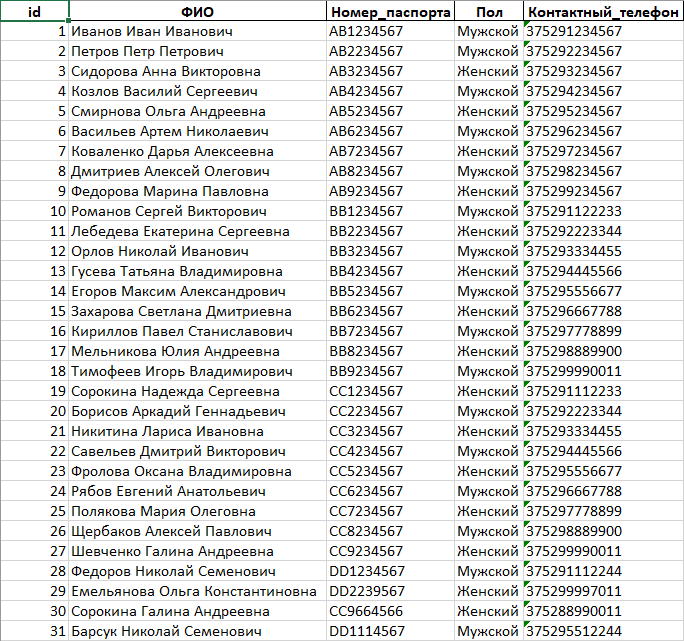 id ФИО Номер_паспорта Пол Контактный_телефон
1 Иванов Иван Иванович AB1234567 Мужской 375291234567
2 Петров Петр Петрович AB2234567 Мужской 375292234567
3 Сидорова Анна Викторовна AB3234567 Женский 375293234567
4 Козлов Василий Сергеевич AB4234567 Мужской 375294234567
5 Смирнова Ольга Андреевна AB5234567 Женский 375295234567
6 Васильев Артем Николаевич AB6234567 Мужской 375296234567
7 Коваленко Дарья Алексеевна AB7234567 Женский 375297234567
8 Дмитриев Алексей Олегович AB8234567 Мужской 375298234567
9 Федорова Марина Павловна AB9234567 Женский 375299234567
10 Романов Сергей Викторович BB1234567 Мужской 375291122233
11 Лебедева Екатерина Сергеевна BB2234567 Женский 375292223344
12 Орлов Николай Иванович BB3234567 Мужской 375293334455
13 Гусева Татьяна Владимировна BB4234567 Женский 375294445566
14 Егоров Максим Александрович BB5234567 Мужской 375295556677
15 Захарова Светлана Дмитриевна BB6234567 Женский 375296667788
16 Кириллов Павел Станиславович BB7234567 Мужской 375297778899
17 Мельникова Юлия Андреевна BB8234567 Женский 375298889900
18 Тимофеев Игорь Владимирович BB9234567 Мужской 375299990011
19 Сорокина Надежда Сергеевна CC1234567 Женский 375291112233
20 Борисов Аркадий Геннадьевич CC2234567 Мужской 375292223344
21 Никитина Лариса Ивановна CC3234567 Женский 375293334455
22 Савельев Дмитрий Викторович CC4234567 Мужской 375294445566
23 Фролова Оксана Владимировна CC5234567 Женский 375295556677
24 Рябов Евгений Анатольевич CC6234567 Мужской 375296667788
25 Полякова Мария Олеговна CC7234567 Женский 375297778899
26 Щербаков Алексей Павлович CC8234567 Мужской 375298889900
27 Шевченко Галина Андреевна CC9234567 Женский 375299990011
28 Федоров Николай Семенович DD1234567 Мужской 375291112244
29 Емельянова Ольга Константиновна DD2239567 Женский 375299997011
30 Сорокина Галина Андреевна CC9664566 Женский 375288990011
31 Барсук Николай Семенович DD1114567 Мужской 375295512244